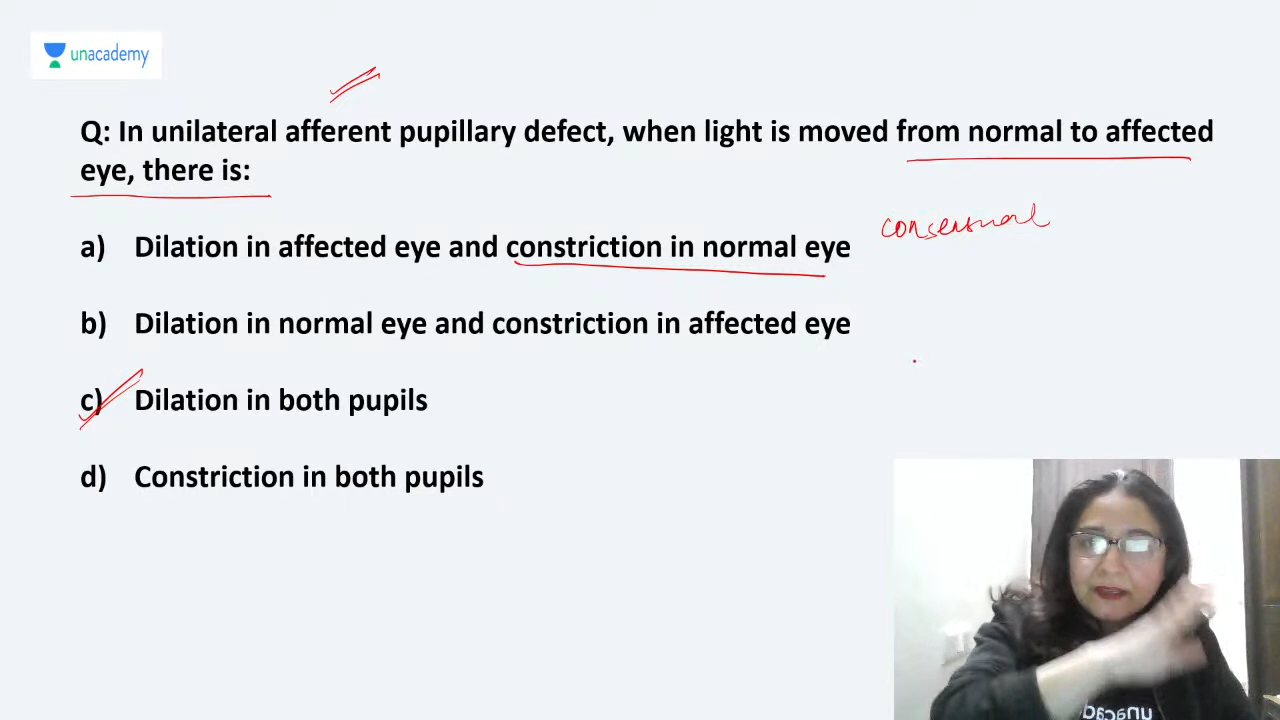 unacademy
Q: In unilateral afferent pupillary defect, when light is moved from normal to affected
eye, there is:
consensual
a) Dilation in affected eye and constriction in normal eye
b) Dilation in normal eye and constriction in affected eye
c) Dilation in both pupils
d) Constriction in both pupils